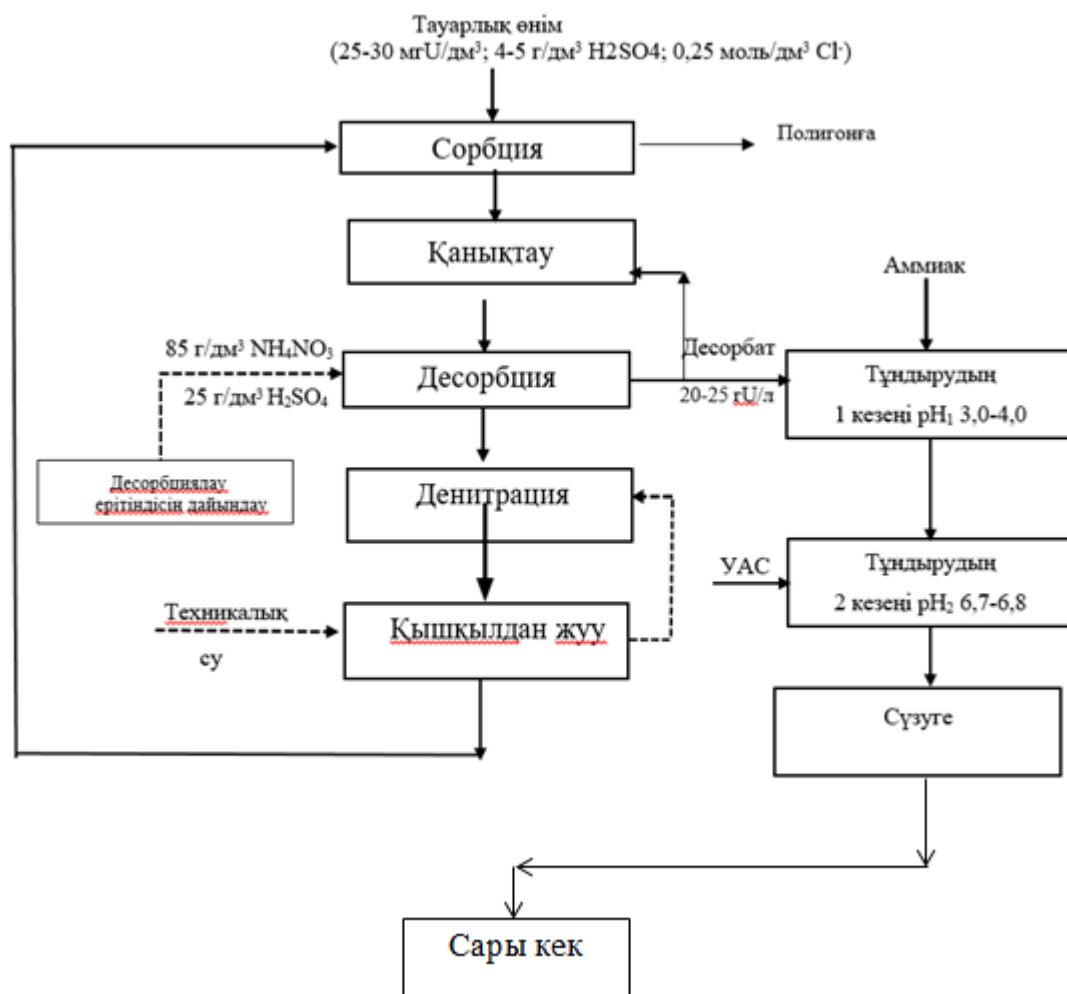 Тауарлық өнім
(25-30 мгU/дм³; 4-5 г/дм³ H2SO4; 0,25 моль/дм³ Cl⁻)
Сорбция
Полигонға
Қанықтау
Аммиак
85 г/дм³ NH₄NO₃
25 г/дм³ H₂SO₄
Десорбция
Десорбат
20-25 гU/л
Тұндырудың
1 кезеңі pH₁ 3,0-4,0
Десорбциялау
ерітіндісін дайындау
Денитрация
УАС
Тұндырудың
2 кезеңі pH₂ 6,7-6,8
Техникалық
су
Қышқылдан жуу
Сүзуге
Сары кек